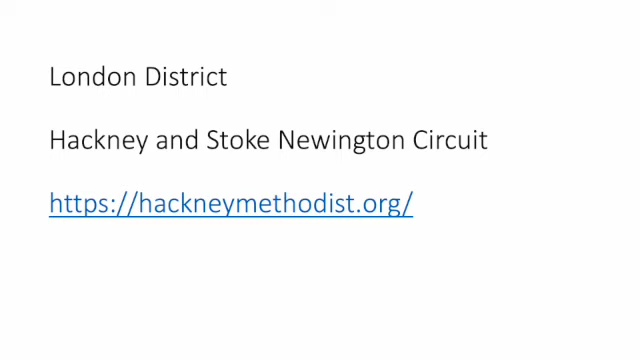 London District
Hackney and Stoke Newington Circuit
https://hackneymethodist.org/